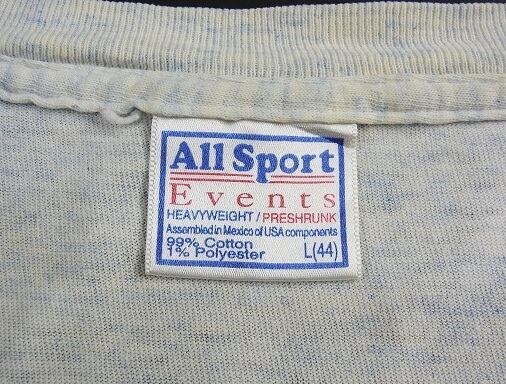 All Sport
Events
HEAVYWEIGHT / PRESHRUNK
Assembled in Mexico of USA components
99% Cotton
1% Polyester L(44)